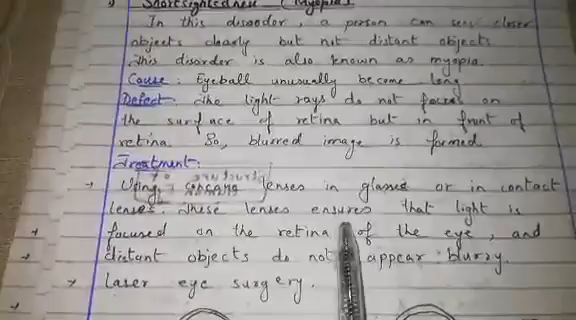 Shortsightedness (Myopia)
In this disorder, a person can see closer
objects clearly but not distant objects.
This disorder is also known as myopia.
Cause: Eyeball unusually become long
Defect: The light rays do not focus on
the surface of retina but in front of
retina. So, blurred image is formed
Treatment:
Using concave lenses in glasses or in contact
lenses. These lenses ensures that light is
focused on the retina of the eye, and
distant objects do not appear blurry.
Laser eye surgery.